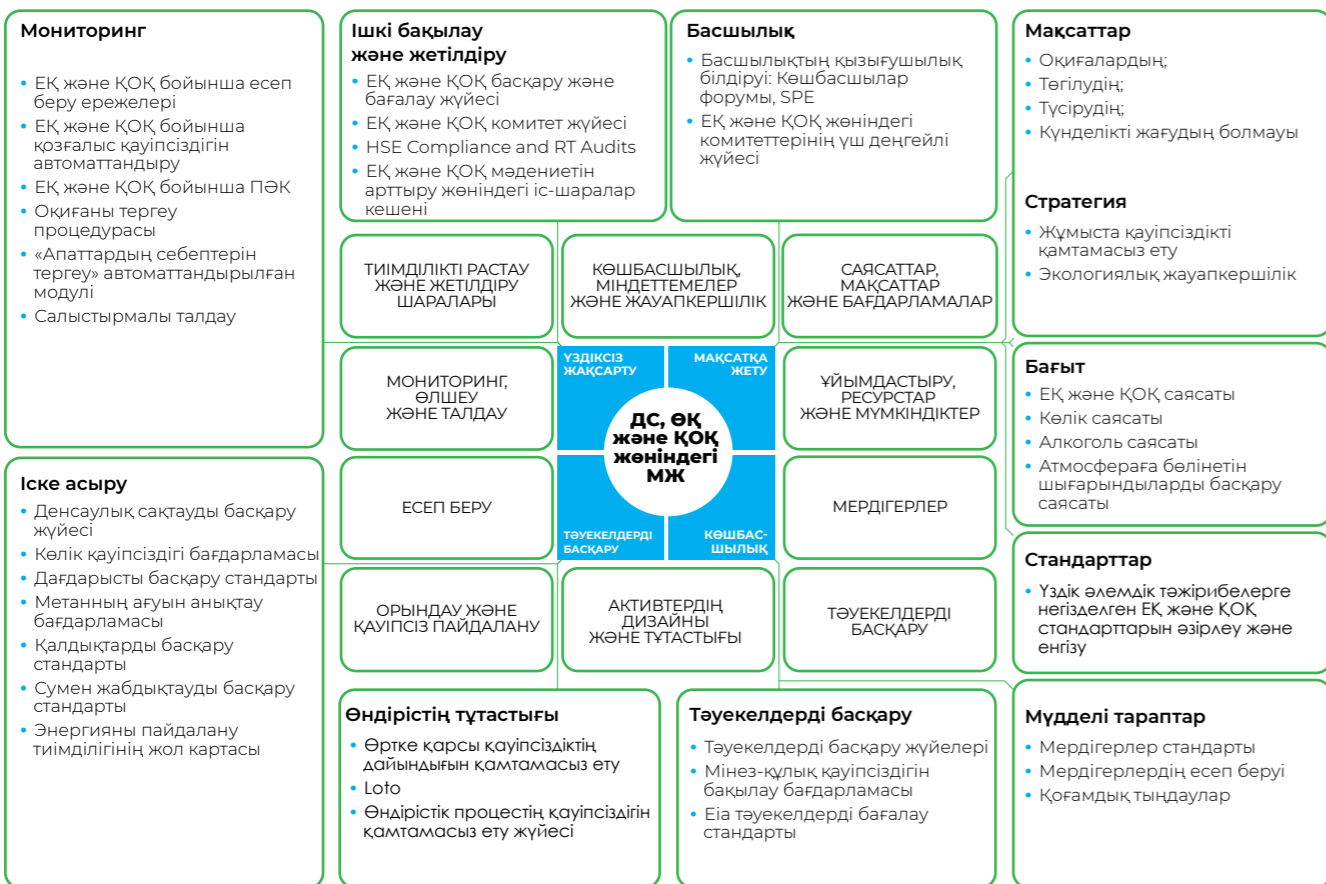 Мониторинг
• ЕҚ және ҚОҚ бойынша есеп
беру ережелері
• ЕҚ және ҚОҚ бойынша
қозғалыс қауіпсіздігін
автоматтандыру
• ЕҚ және ҚОҚ бойынша ПӘК
• Оқиғаны тергеу
процедурасы
• «Апаттардың себептерін
тергеу» автоматтандырылған
модулі
• Салыстырмалы талдау
Ішкі бақылау
және жетілдіру
• ЕҚ және ҚОҚ басқару және
бағалау жүйесі
• ЕҚ және ҚОҚ комитет жүйесі
• HSE Compliance and RT Audits
• ЕҚ және ҚОҚ мәдениетін
арттыру жөніндегі іс-шаралар
кешені
Басшылық
• Басшылықтың қызығушылық
білдіруі: Көшбасшылар
форумы, SPE
• ЕҚ және ҚОҚ жөніндегі
комитеттерінің үш деңгейлі
жүйесі
Мақсаттар
• Оқиғалардың;
• Төгілудің;
• Түсірудің;
• Күнделікті жағудың болмауы
Стратегия
• Жұмыста қауіпсіздікті
қамтамасыз ету
• Экологиялық жауапкершілік
ТИІМДІЛІКТІ РАСТАУ
ЖӘНЕ ЖЕТІЛДІРУ
ШАРАЛАРЫ
КӨШБАСШЫЛЫҚ,
МІНДЕТТЕМЕЛЕР
ЖӘНЕ ЖАУАПКЕРШІЛІК
САЯСАТТАР,
МАҚСАТТАР
ЖӘНЕ БАҒДАРЛАМАЛАР
МОНИТОРИНГ,
ӨЛШЕУ
ЖӘНЕ ТАЛДАУ
ҮЗДІКСІЗ
ЖАҚСАРТУ
МАҚСАТҚА
ЖЕТУ
ДС, ӨҚ
және ҚОҚ
жөніндегі
МЖ
ТӘУЕКЕЛДЕРДІ
БАСҚАРУ
КӨШБАС-
ШЫЛЫҚ
ҰЙЫМДАСТЫРУ,
РЕСУРСТАР
ЖӘНЕ МҮМКІНДІКТЕР
ЕСЕП БЕРУ
МЕРДІГЕРЛЕР
ОРЫНДАУ ЖӘНЕ
ҚАУІПСІЗ ПАЙДАЛАНУ
АКТИВТЕРДІҢ
ДИЗАЙНЫ
ЖӘНЕ ТҰТАСТЫҒЫ
ТӘУЕКЕЛДЕРДІ
БАСҚАРУ
Бағыт
• ЕҚ және ҚОҚ саясаты
• Көлік саясаты
• Алкоголь саясаты
• Атмосфераға бөлінетін
шығарындыларды басқару
саясаты
Іске асыру
• Денсаулық сақтауды басқару
жүйесі
• Көлік қауіпсіздігі бағдарламасы
• Дағдарысты басқару стандарты
• Метанның ағуын анықтау
бағдарламасы
• Қалдықтарды басқару
стандарты
• Сумен жабдықтауды басқару
стандарты
• Энергияны пайдалану
тиімділігінің жол картасы
Стандарттар
• Үздік әлемдік тәжірибелерге
негізделген ЕҚ және ҚОҚ
стандарттарын әзірлеу және
енгізу
Өндірістің тұтастығы
• Өртке қарсы қауіпсіздіктің
дайындығын қамтамасыз ету
• Loto
• Өндірістік процестің қауіпсіздігін
қамтамасыз ету жүйесі
Тәуекелдерді басқару
• Тәуекелдерді басқару жүйелері
• Мінез-құлық қауіпсіздігін
бақылау бағдарламасы
• Еіа тәуекелдерді бағалау
стандарты
Мүдделі тараптар
• Мердігерлер стандарты
• Мердігерлердің есеп беруі
• Қоғамдық тыңдаулар